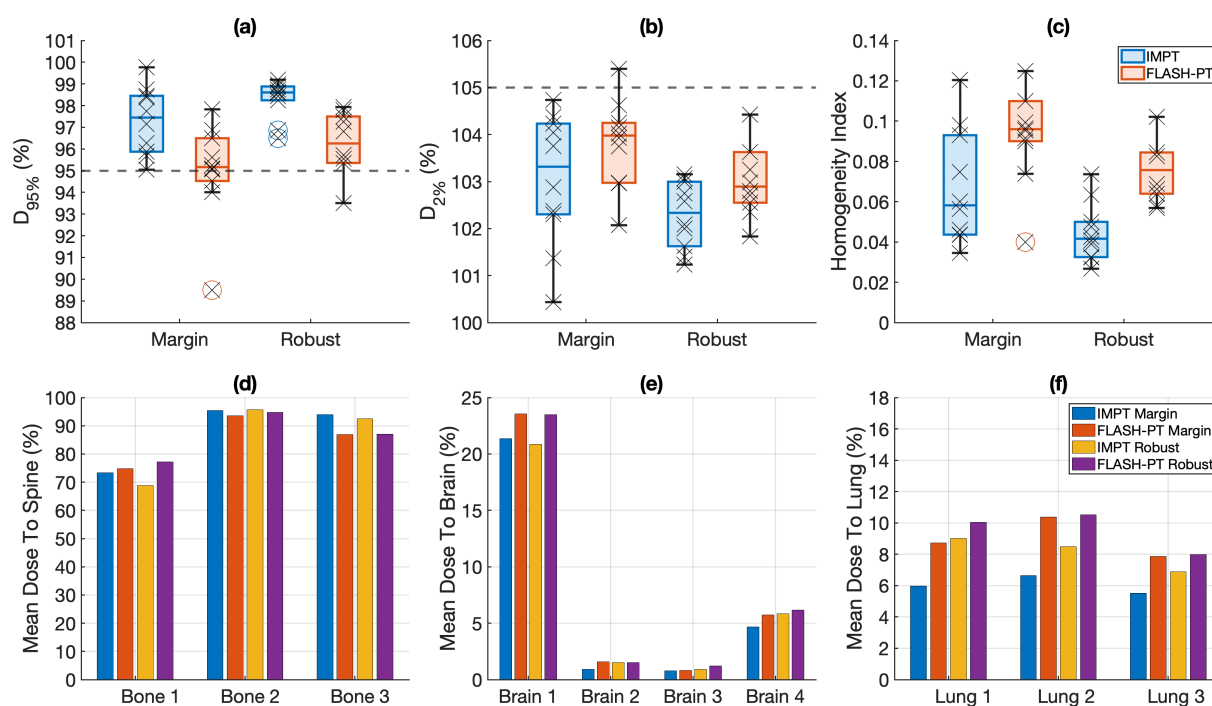 (a)
101
100
99
98
97
96
95
94
93
92
91
90
89
88
D95% (%)
Margin
Robust
(b)
106
105
104
103
102
101
100
D2% (%)
Margin
Robust
(c)
0.14
0.12
0.1
0.08
0.06
0.04
0.02
0
Homogeneity Index
Margin
Robust
IMPT
FLASH-PT
(d)
100
90
80
70
60
50
40
30
20
10
0
Mean Dose To Spine (%)
Bone 1
Bone 2
Bone 3
(e)
25
20
15
10
5
0
Mean Dose To Brain (%)
Brain 1
Brain 2
Brain 3
Brain 4
(f)
18
16
14
12
10
8
6
4
2
0
Mean Dose To Lung (%)
Lung 1
Lung 2
Lung 3
IMPT Margin
FLASH-PT Margin
IMPT Robust
FLASH-PT Robust